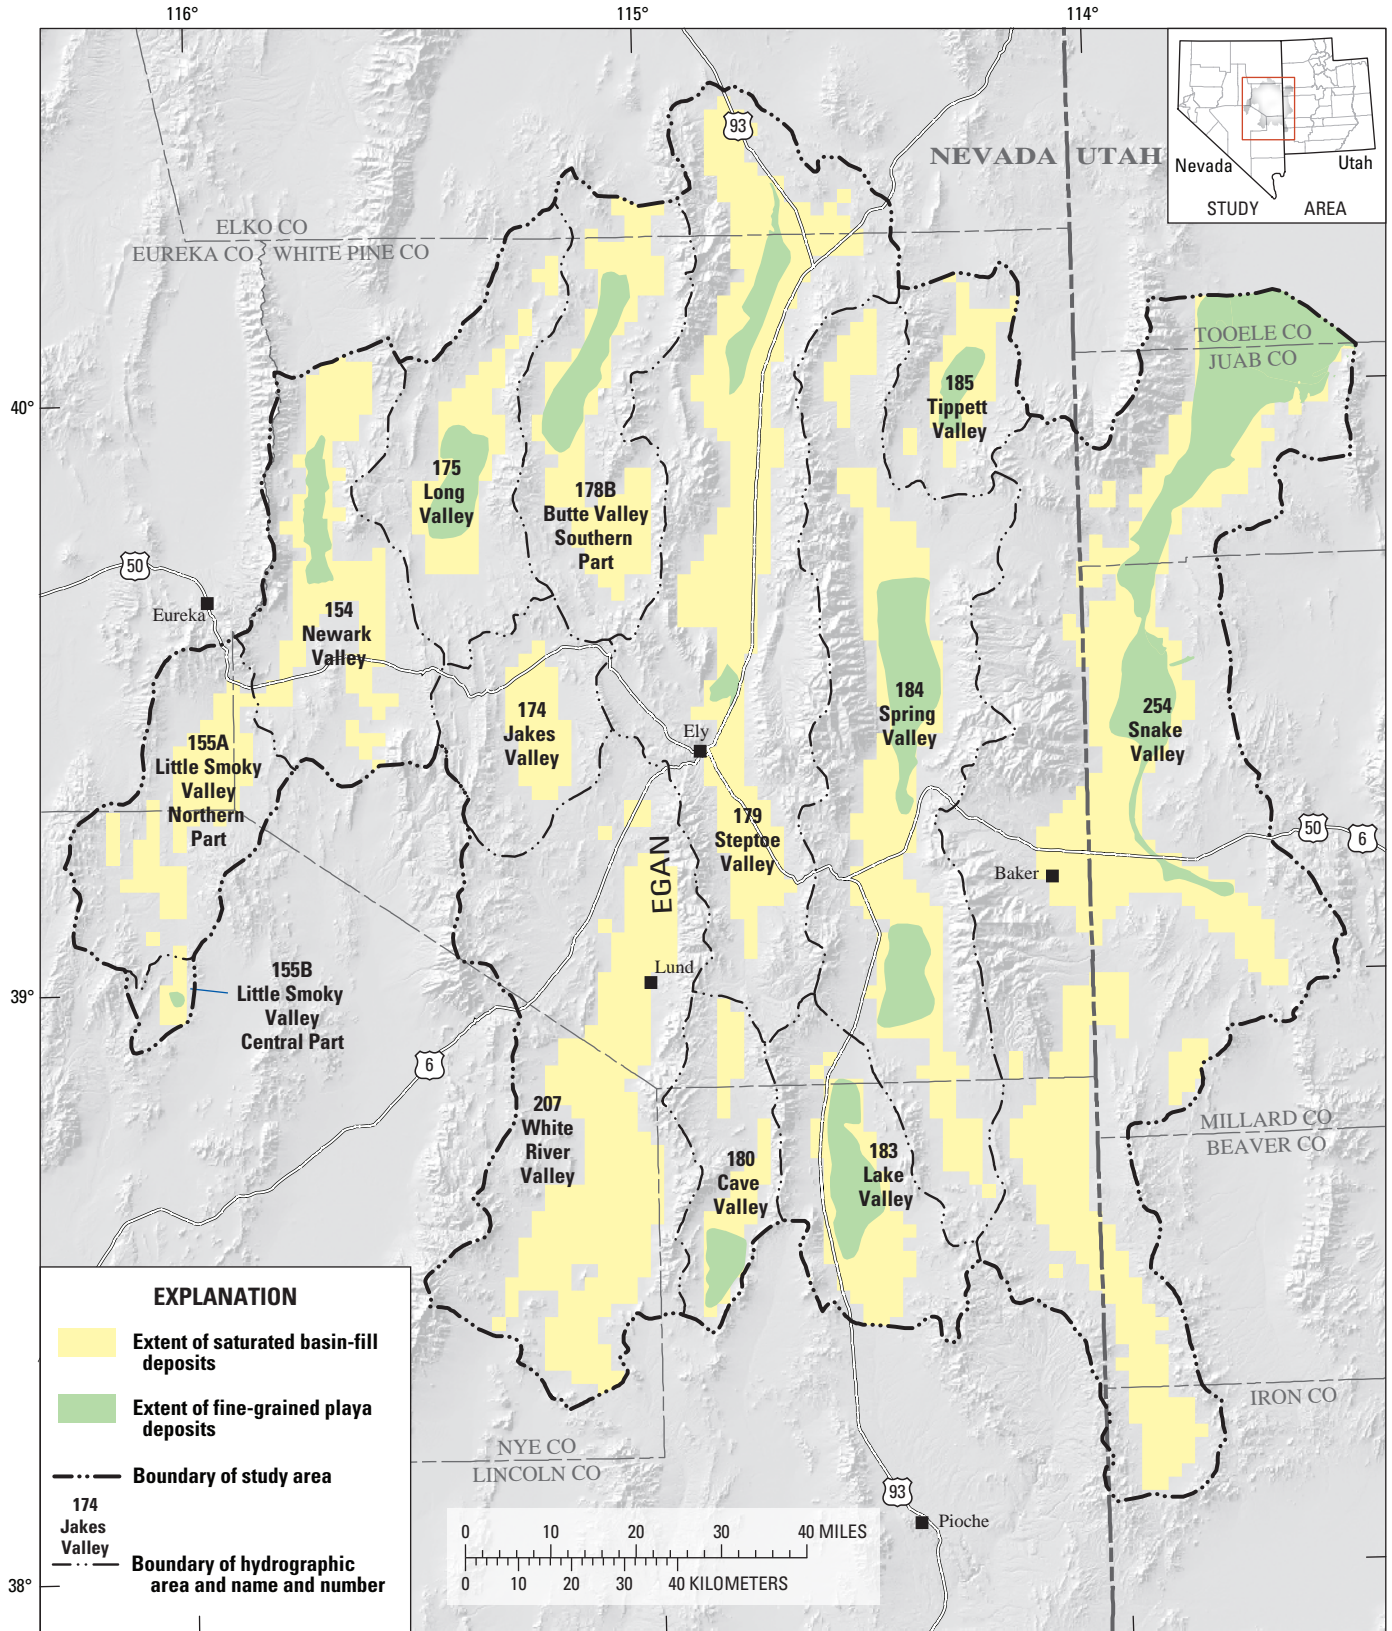 116°
115°
114°
93
NEVADA
UTAH
Nevada
Utah
STUDY AREA
ELKO CO
EUREKA CO
WHITE PINE CO
TOOELE CO
JUAB CO
185
Tippett
Valley
40°
175
Long
Valley
178B
Butte Valley
Southern
Part
50
Eureka
154
Newark
Valley
174
Jakes
Valley
Ely
184
Spring
Valley
254
Snake
Valley
155A
Little Smoky
Valley
Northern
Part
179
Steptoe
Valley
50
6
EGAN
Baker
Lund
155B
Little Smoky
Valley
Central Part
39°
6
207
White
River
Valley
180
Cave
Valley
183
Lake
Valley
MILLARD CO
BEAVER CO
IRON CO
NYE CO
LINCOLN CO
93
Pioche
EXPLANATION
Extent of saturated basin-fill
deposits
Extent of fine-grained playa
deposits
Boundary of study area
174
Jakes
Valley
Boundary of hydrographic
area and name and number
38°
0 10 20 30 40 MILES
0 10 20 30 40 KILOMETERS